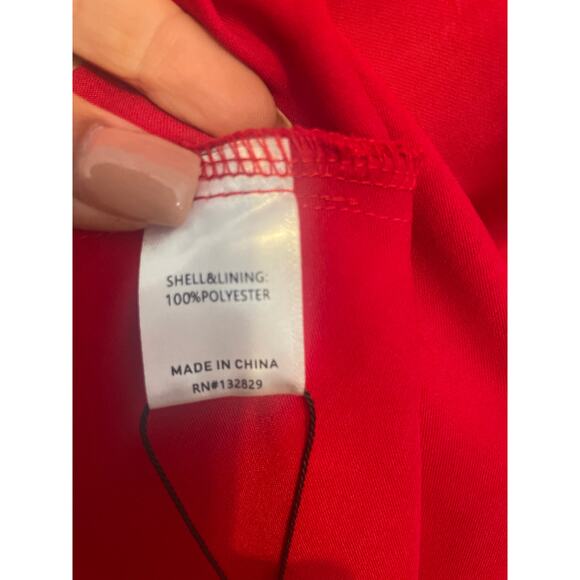 SHELL&LINING:
100%POLYESTER
MADE IN CHINA
RN#132829